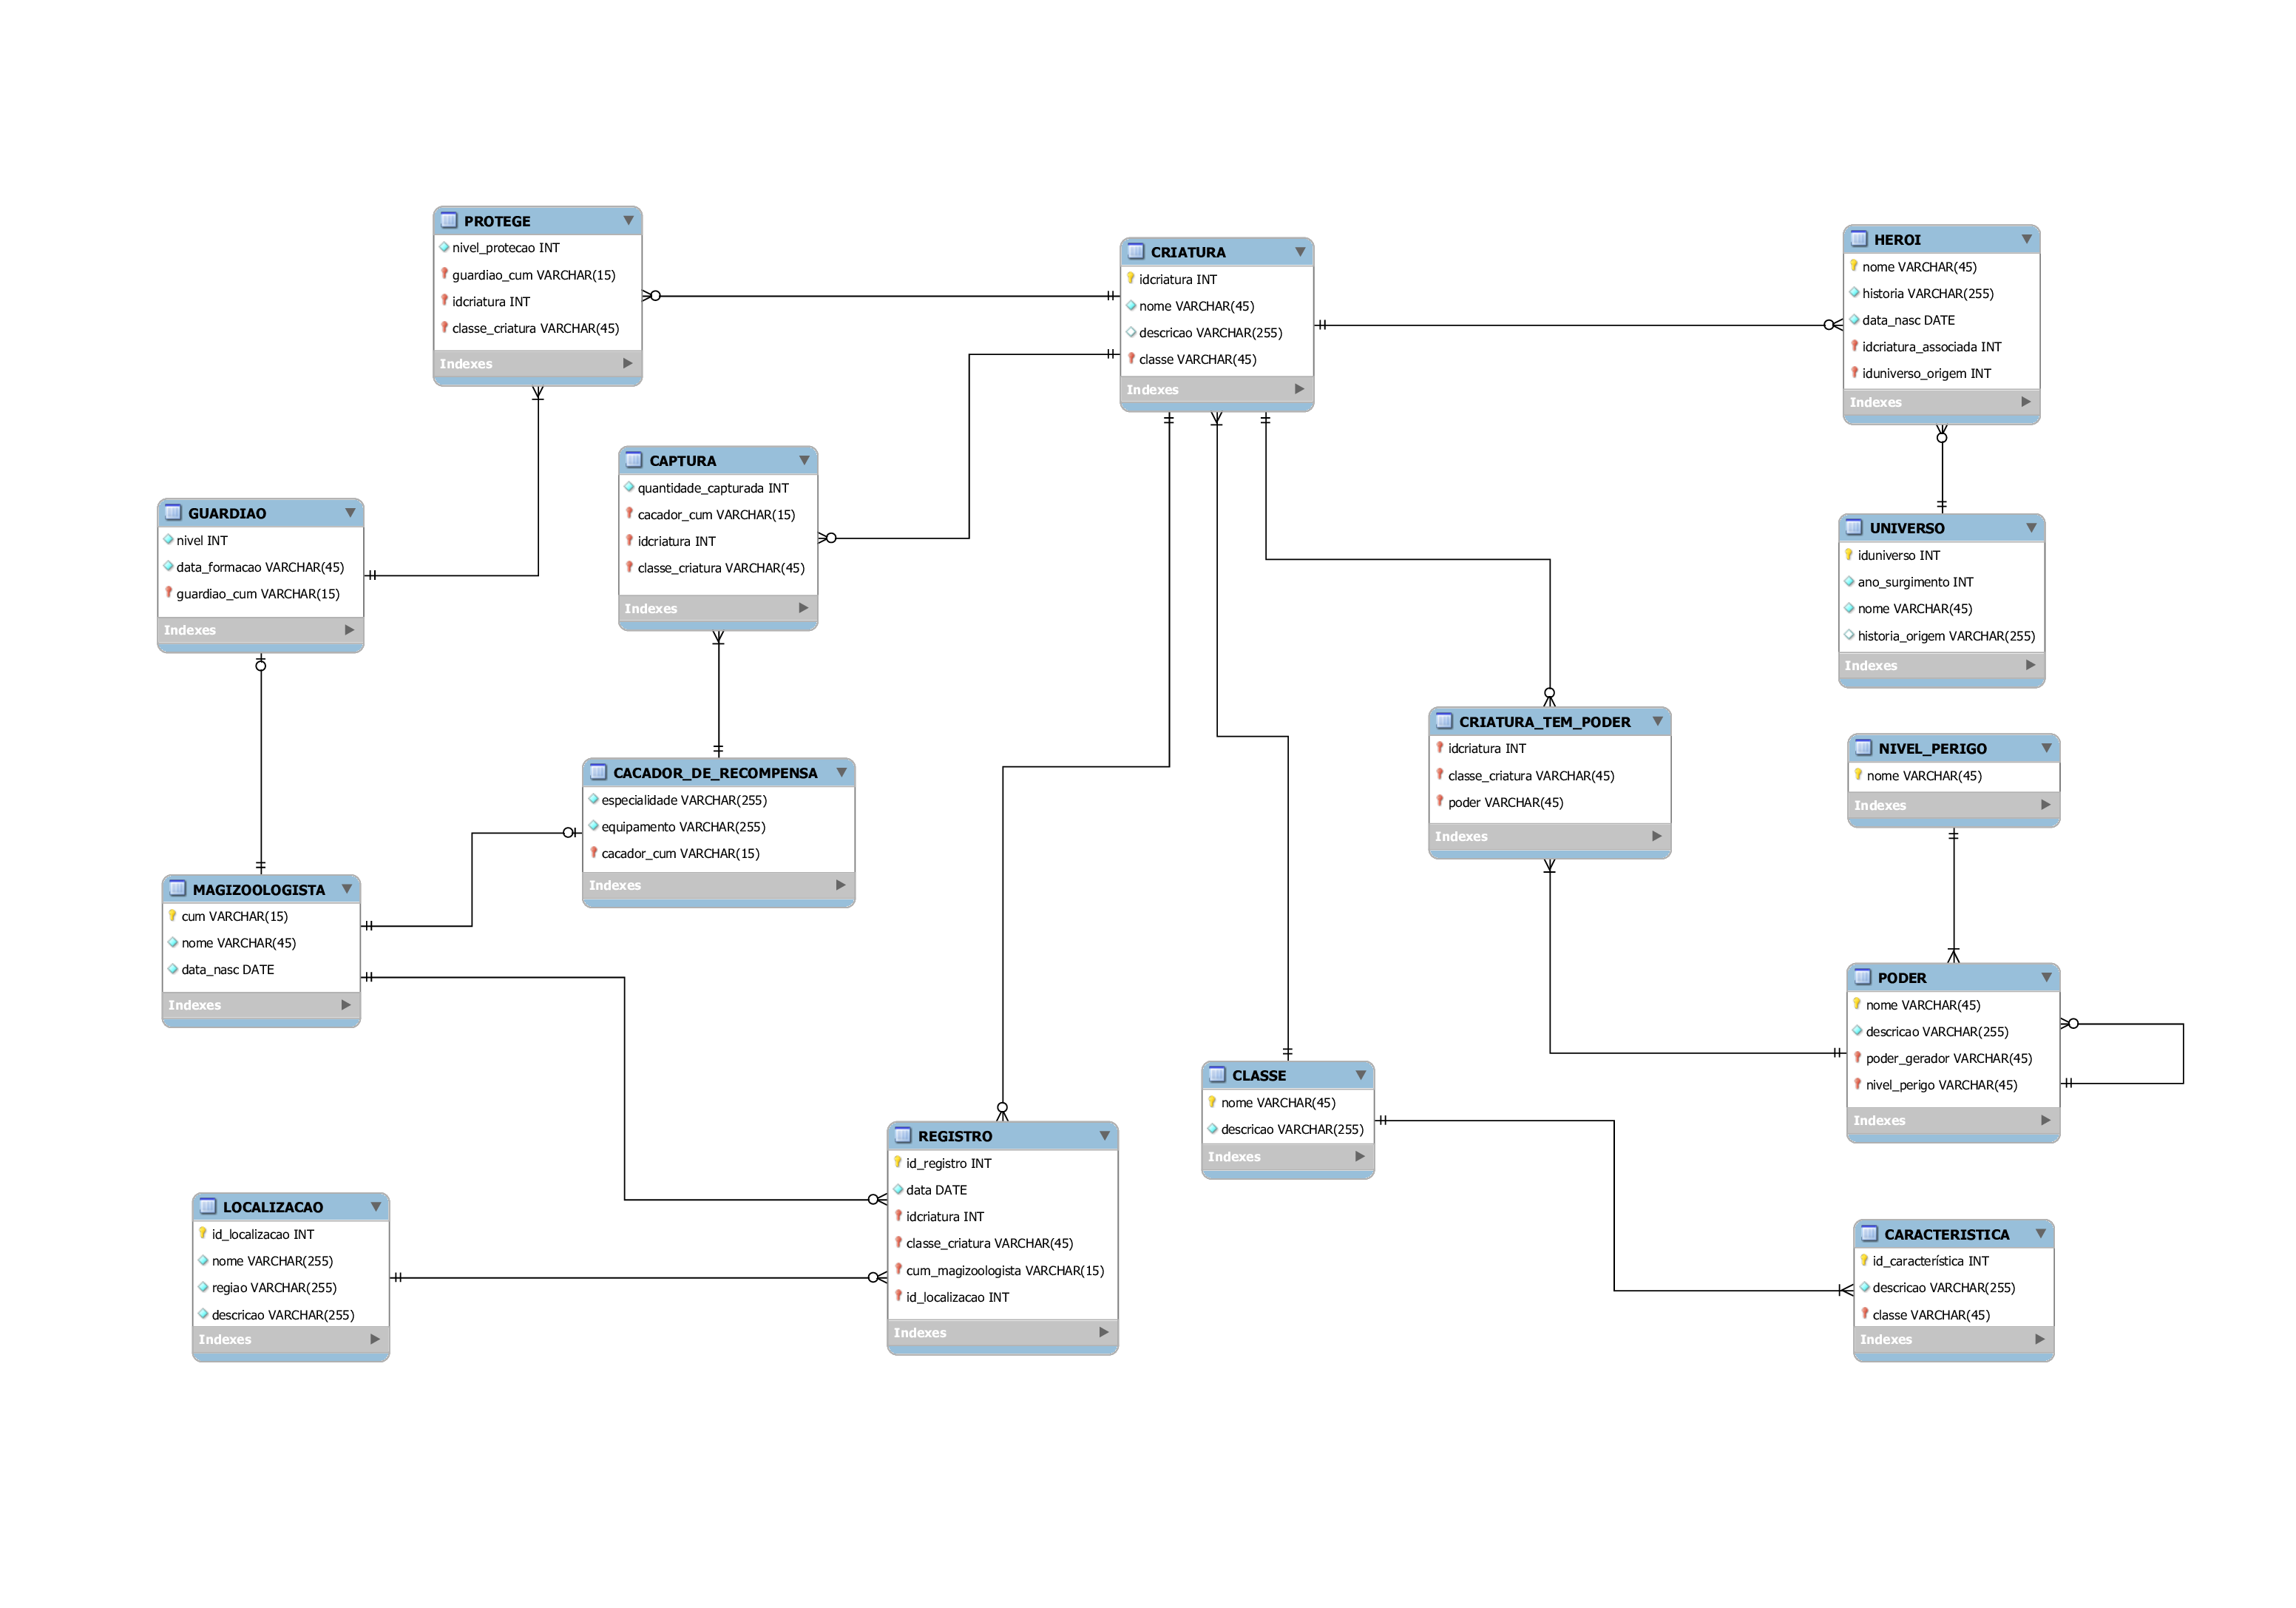 PROTEGE
nivel_protecao INT
guardiao_cum VARCHAR(15)
idcriatura INT
classe_criatura VARCHAR(45)
Indexes
CRIATURA
idcriatura INT
nome VARCHAR(45)
descricao VARCHAR(255)
classe VARCHAR(45)
Indexes
HEROI
nome VARCHAR(45)
historia VARCHAR(255)
data_nasc DATE
idcriatura_associada INT
iduniverso_origem INT
Indexes
CAPTURA
quantidade_capturada INT
cacador_cum VARCHAR(15)
idcriatura INT
classe_criatura VARCHAR(45)
Indexes
GUARDIAO
nivel INT
data_formacao VARCHAR(45)
guardiao_cum VARCHAR(15)
Indexes
UNIVERSO
iduniverso INT
ano_surgimento INT
nome VARCHAR(45)
historia_origem VARCHAR(255)
Indexes
CRIATURA_TEM_PODER
idcriatura INT
classe_criatura VARCHAR(45)
poder VARCHAR(45)
Indexes
NIVEL_PERIGO
nome VARCHAR(45)
Indexes
CACADOR_DE_RECOMPENSA
especialidade VARCHAR(255)
equipamento VARCHAR(255)
cacador_cum VARCHAR(15)
Indexes
MAGIZOOLOGISTA
cum VARCHAR(15)
nome VARCHAR(45)
data_nasc DATE
Indexes
PODER
nome VARCHAR(45)
descricao VARCHAR(255)
poder_gerador VARCHAR(45)
nivel_perigo VARCHAR(45)
Indexes
CLASSE
nome VARCHAR(45)
descricao VARCHAR(255)
Indexes
REGISTRO
id_registro INT
data DATE
idcriatura INT
classe_criatura VARCHAR(45)
cum_magizoologista VARCHAR(15)
id_localizacao INT
Indexes
LOCALIZACAO
id_localizacao INT
nome VARCHAR(255)
regiao VARCHAR(255)
descricao VARCHAR(255)
Indexes
CARACTERISTICA
id_característica INT
descricao VARCHAR(255)
classe VARCHAR(45)
Indexes